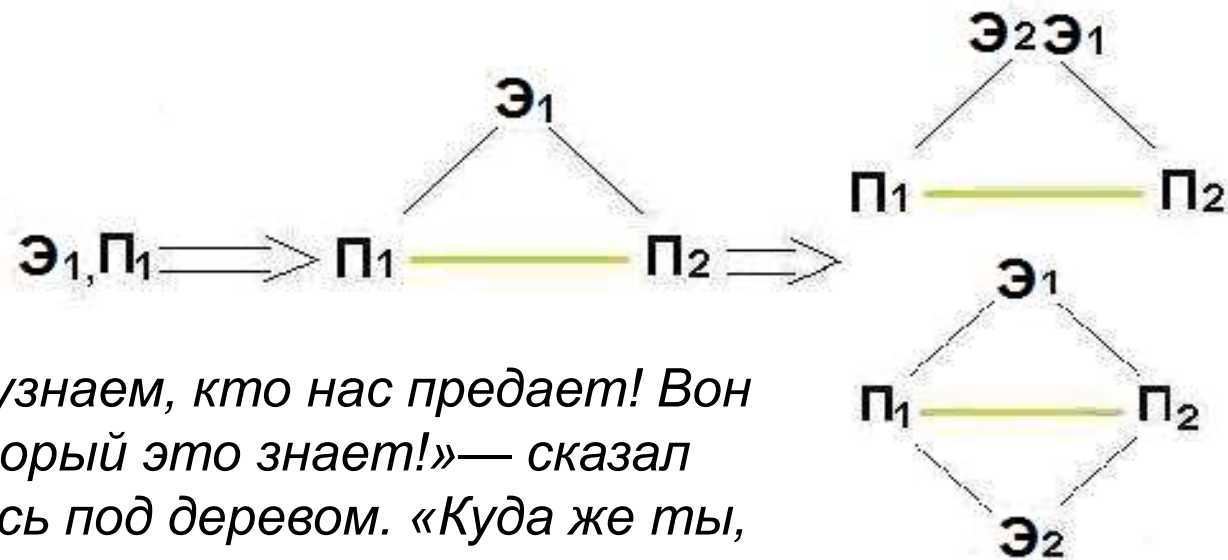 Э2Э1
Э1
П1 П2
Э1,П1 П1 П2
Э1
П1 П2
Э2
узнаем, кто нас предает! Вон
орый это знает!»— сказал
сь под деревом. «Куда же ты,